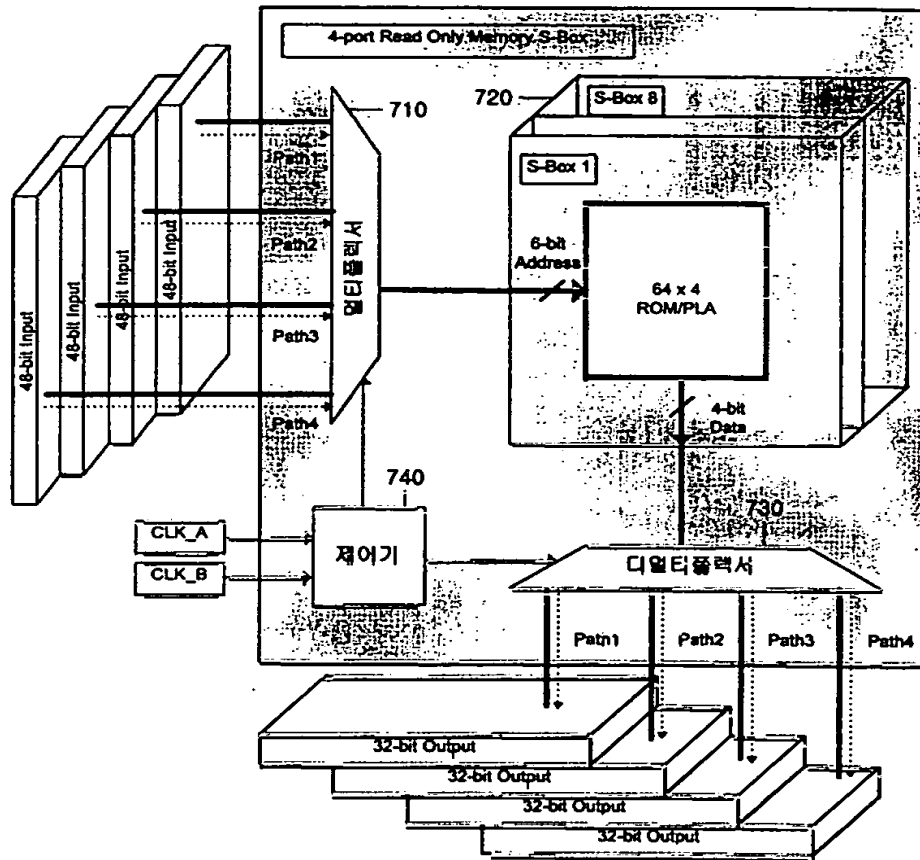 4-port Read Only Memory S-Box
710
720
S-Box 8
S-Box 1
Path1
Path2
Path3
Path4
48-bit Input
48-bit Input
48-bit Input
48-bit Input
멀티플렉서
6-bit
Address
64 x 4
ROM/PLA
4-bit
Data
740
730
CLK_A
CLK_B
제어기
디멀티플렉서
Path1
Path2
Path3
Path4
32-bit Output
32-bit Output
32-bit Output
32-bit Output